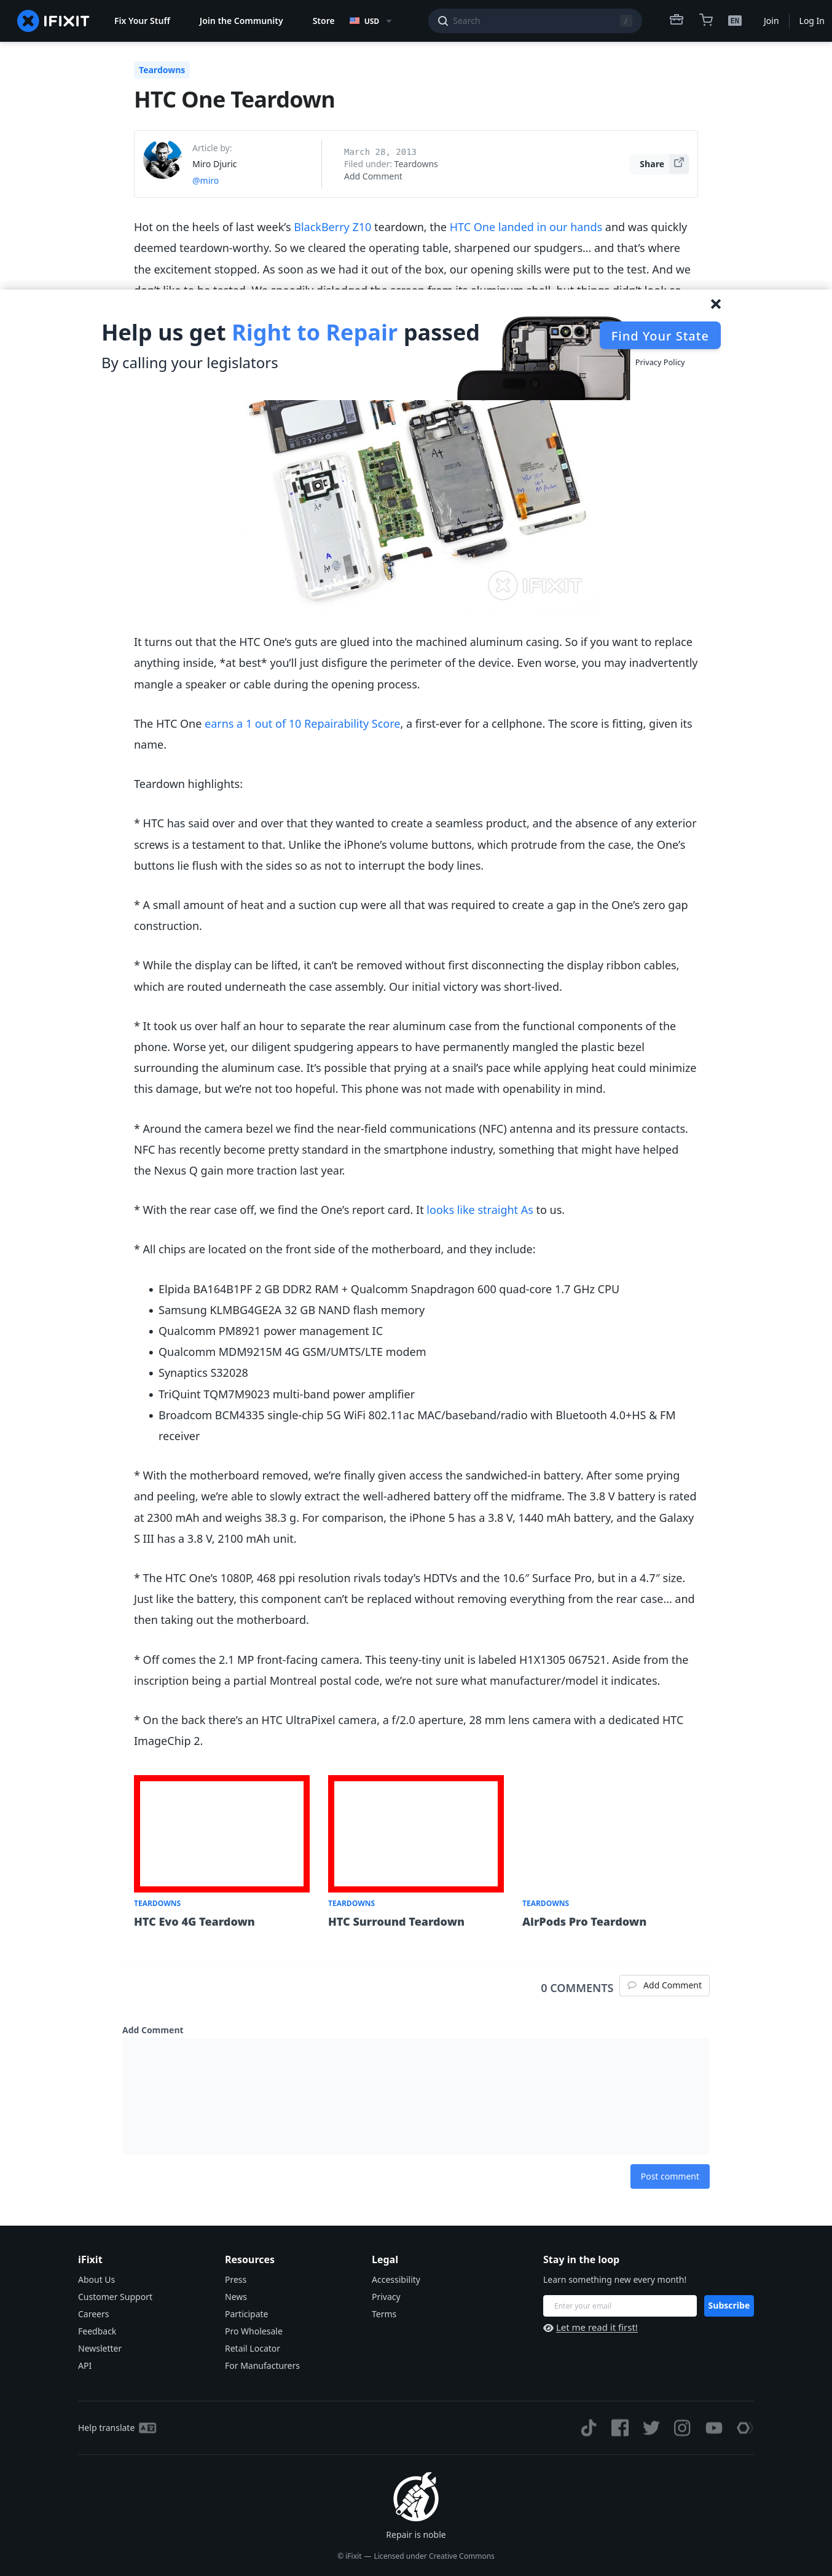 IFIXIT
Fix Your Stuff
Join the Community
Store
USD
Search
/
EN
Join
Log In
Teardowns
HTC One Teardown
Article by:
Miro Djuric
@miro
March 28, 2013
Filed under: Teardowns
Add Comment
Share
Hot on the heels of last week’s BlackBerry Z10 teardown, the HTC One landed in our hands and was quickly
deemed teardown-worthy. So we cleared the operating table, sharpened our spudgers… and that’s where
the excitement stopped. As soon as we had it out of the box, our opening skills were put to the test. And we
Help us get Right to Repair passed
By calling your legislators
Find Your State
Privacy Policy
IFIXIT
It turns out that the HTC One’s guts are glued into the machined aluminum casing. So if you want to replace
anything inside, *at best* you’ll just disfigure the perimeter of the device. Even worse, you may inadvertently
mangle a speaker or cable during the opening process.
The HTC One earns a 1 out of 10 Repairability Score, a first-ever for a cellphone. The score is fitting, given its
name.
Teardown highlights:
* HTC has said over and over that they wanted to create a seamless product, and the absence of any exterior
screws is a testament to that. Unlike the iPhone’s volume buttons, which protrude from the case, the One’s
buttons lie flush with the sides so as not to interrupt the body lines.
* A small amount of heat and a suction cup were all that was required to create a gap in the One’s zero gap
construction.
* While the display can be lifted, it can’t be removed without first disconnecting the display ribbon cables,
which are routed underneath the case assembly. Our initial victory was short-lived.
* It took us over half an hour to separate the rear aluminum case from the functional components of the
phone. Worse yet, our diligent spudgering appears to have permanently mangled the plastic bezel
surrounding the aluminum case. It’s possible that prying at a snail’s pace while applying heat could minimize
this damage, but we’re not too hopeful. This phone was not made with openability in mind.
* Around the camera bezel we find the near-field communications (NFC) antenna and its pressure contacts.
NFC has recently become pretty standard in the smartphone industry, something that might have helped
the Nexus Q gain more traction last year.
* With the rear case off, we find the One’s report card. It looks like straight As to us.
* All chips are located on the front side of the motherboard, and they include:
• Elpida BA164B1PF 2 GB DDR2 RAM + Qualcomm Snapdragon 600 quad-core 1.7 GHz CPU
• Samsung KLMBG4GE2A 32 GB NAND flash memory
• Qualcomm PM8921 power management IC
• Qualcomm MDM9215M 4G GSM/UMTS/LTE modem
• Synaptics S32028
• TriQuint TQM7M9023 multi-band power amplifier
• Broadcom BCM4335 single-chip 5G WiFi 802.11ac MAC/baseband/radio with Bluetooth 4.0+HS & FM
receiver
* With the motherboard removed, we’re finally given access the sandwiched-in battery. After some prying
and peeling, we’re able to slowly extract the well-adhered battery off the midframe. The 3.8 V battery is rated
at 2300 mAh and weighs 38.3 g. For comparison, the iPhone 5 has a 3.8 V, 1440 mAh battery, and the Galaxy
S III has a 3.8 V, 2100 mAh unit.
* The HTC One’s 1080P, 468 ppi resolution rivals today’s HDTVs and the 10.6″ Surface Pro, but in a 4.7″ size.
Just like the battery, this component can’t be replaced without removing everything from the rear case… and
then taking out the motherboard.
* Off comes the 2.1 MP front-facing camera. This teeny-tiny unit is labeled H1X1305 067521. Aside from the
inscription being a partial Montreal postal code, we’re not sure what manufacturer/model it indicates.
* On the back there’s an HTC UltraPixel camera, a f/2.0 aperture, 28 mm lens camera with a dedicated HTC
ImageChip 2.
TEARDOWNS
HTC Evo 4G Teardown
TEARDOWNS
HTC Surround Teardown
TEARDOWNS
AirPods Pro Teardown
0 COMMENTS
Add Comment
Add Comment
Post comment
iFixit
About Us
Customer Support
Careers
Feedback
Newsletter
API
Resources
Press
News
Participate
Pro Wholesale
Retail Locator
For Manufacturers
Legal
Accessibility
Privacy
Terms
Stay in the loop
Learn something new every month!
Enter your email
Subscribe
Let me read it first!
Help translate
Repair is noble
© iFixit — Licensed under Creative Commons